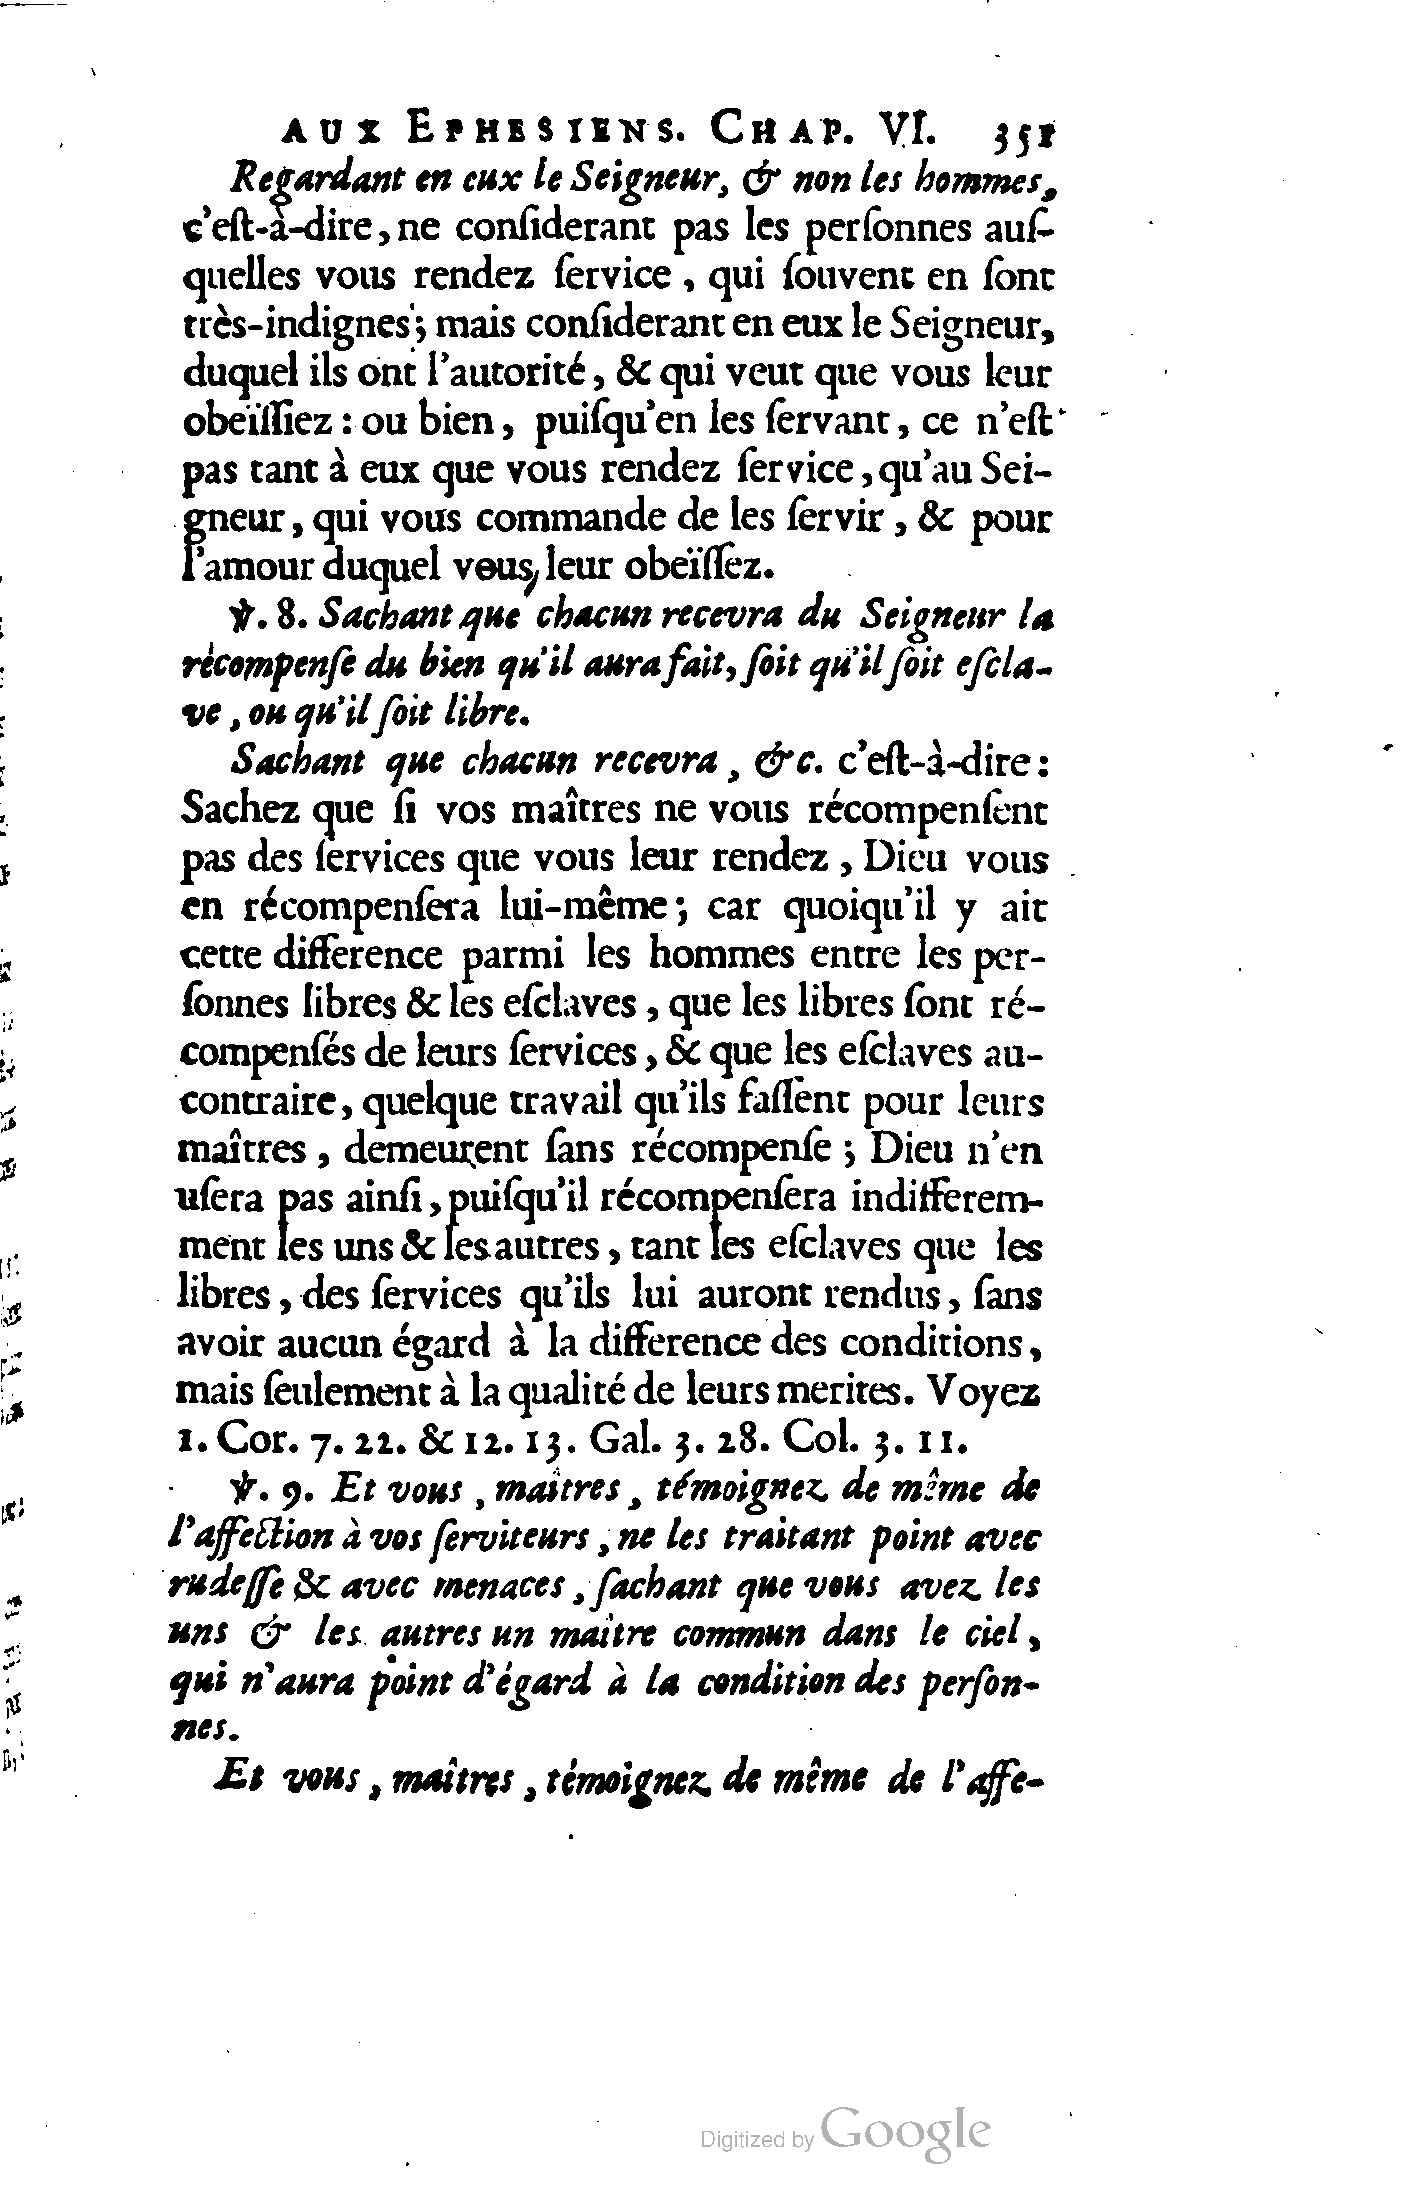 AUX EPHESIENS. CHAP. VI. 351
Regardant en eux le Seigneur, & non les hommes,
c'eſt-à-dire, ne conſiderant pas les perſonnes auſ-
quelles vous rendez ſervice, qui ſouvent en ſont
très-indignes; mais conſiderant en eux le Seigneur,
duquel ils ont l'autorité, & qui veut que vous leur
obeïſſiez: ou bien, puiſqu'en les ſervant, ce n'eſt
pas tant à eux que vous rendez ſervice, qu'au Sei-
gneur, qui vous commande de les ſervir, & pour
l'amour duquel vous leur obeïſſez.
℣. 8. Sachant que chacun recevra du Seigneur la
récompenſe du bien qu'il aura fait, ſoit qu'il ſoit eſcla-
ve, ou qu'il ſoit libre.
Sachant que chacun recevra, &c. c'eſt-à-dire:
Sachez que ſi vos maîtres ne vous récompenſent
pas des ſervices que vous leur rendez, Dieu vous
en récompenſera lui-même; car quoiqu'il y ait
cette difference parmi les hommes entre les per-
ſonnes libres & les eſclaves, que les libres ſont ré-
compenſés de leurs ſervices, & que les eſclaves au-
contraire, quelque travail qu'ils faſſent pour leurs
maîtres, demeurent ſans récompenſe; Dieu n'en
uſera pas ainſi, puiſqu'il récompenſera indifferem-
ment les uns & les autres, tant les eſclaves que les
libres, des ſervices qu'ils lui auront rendus, ſans
avoir aucun égard à la difference des conditions,
mais ſeulement à la qualité de leurs merites. Voyez
1. Cor. 7. 22. & 12. 13. Gal. 3. 28. Col. 3. 11.
℣. 9. Et vous, maîtres, témoignez de même de
l'affection à vos ſerviteurs, ne les traitant point avec
rudeſſe & avec menaces, ſachant que vous avez les
uns & les autres un maître commun dans le ciel,
qui n'aura point d'égard à la condition des perſon-
nes.
Et vous, maîtres, témoignez de même de l'affe-
Digitized by Google